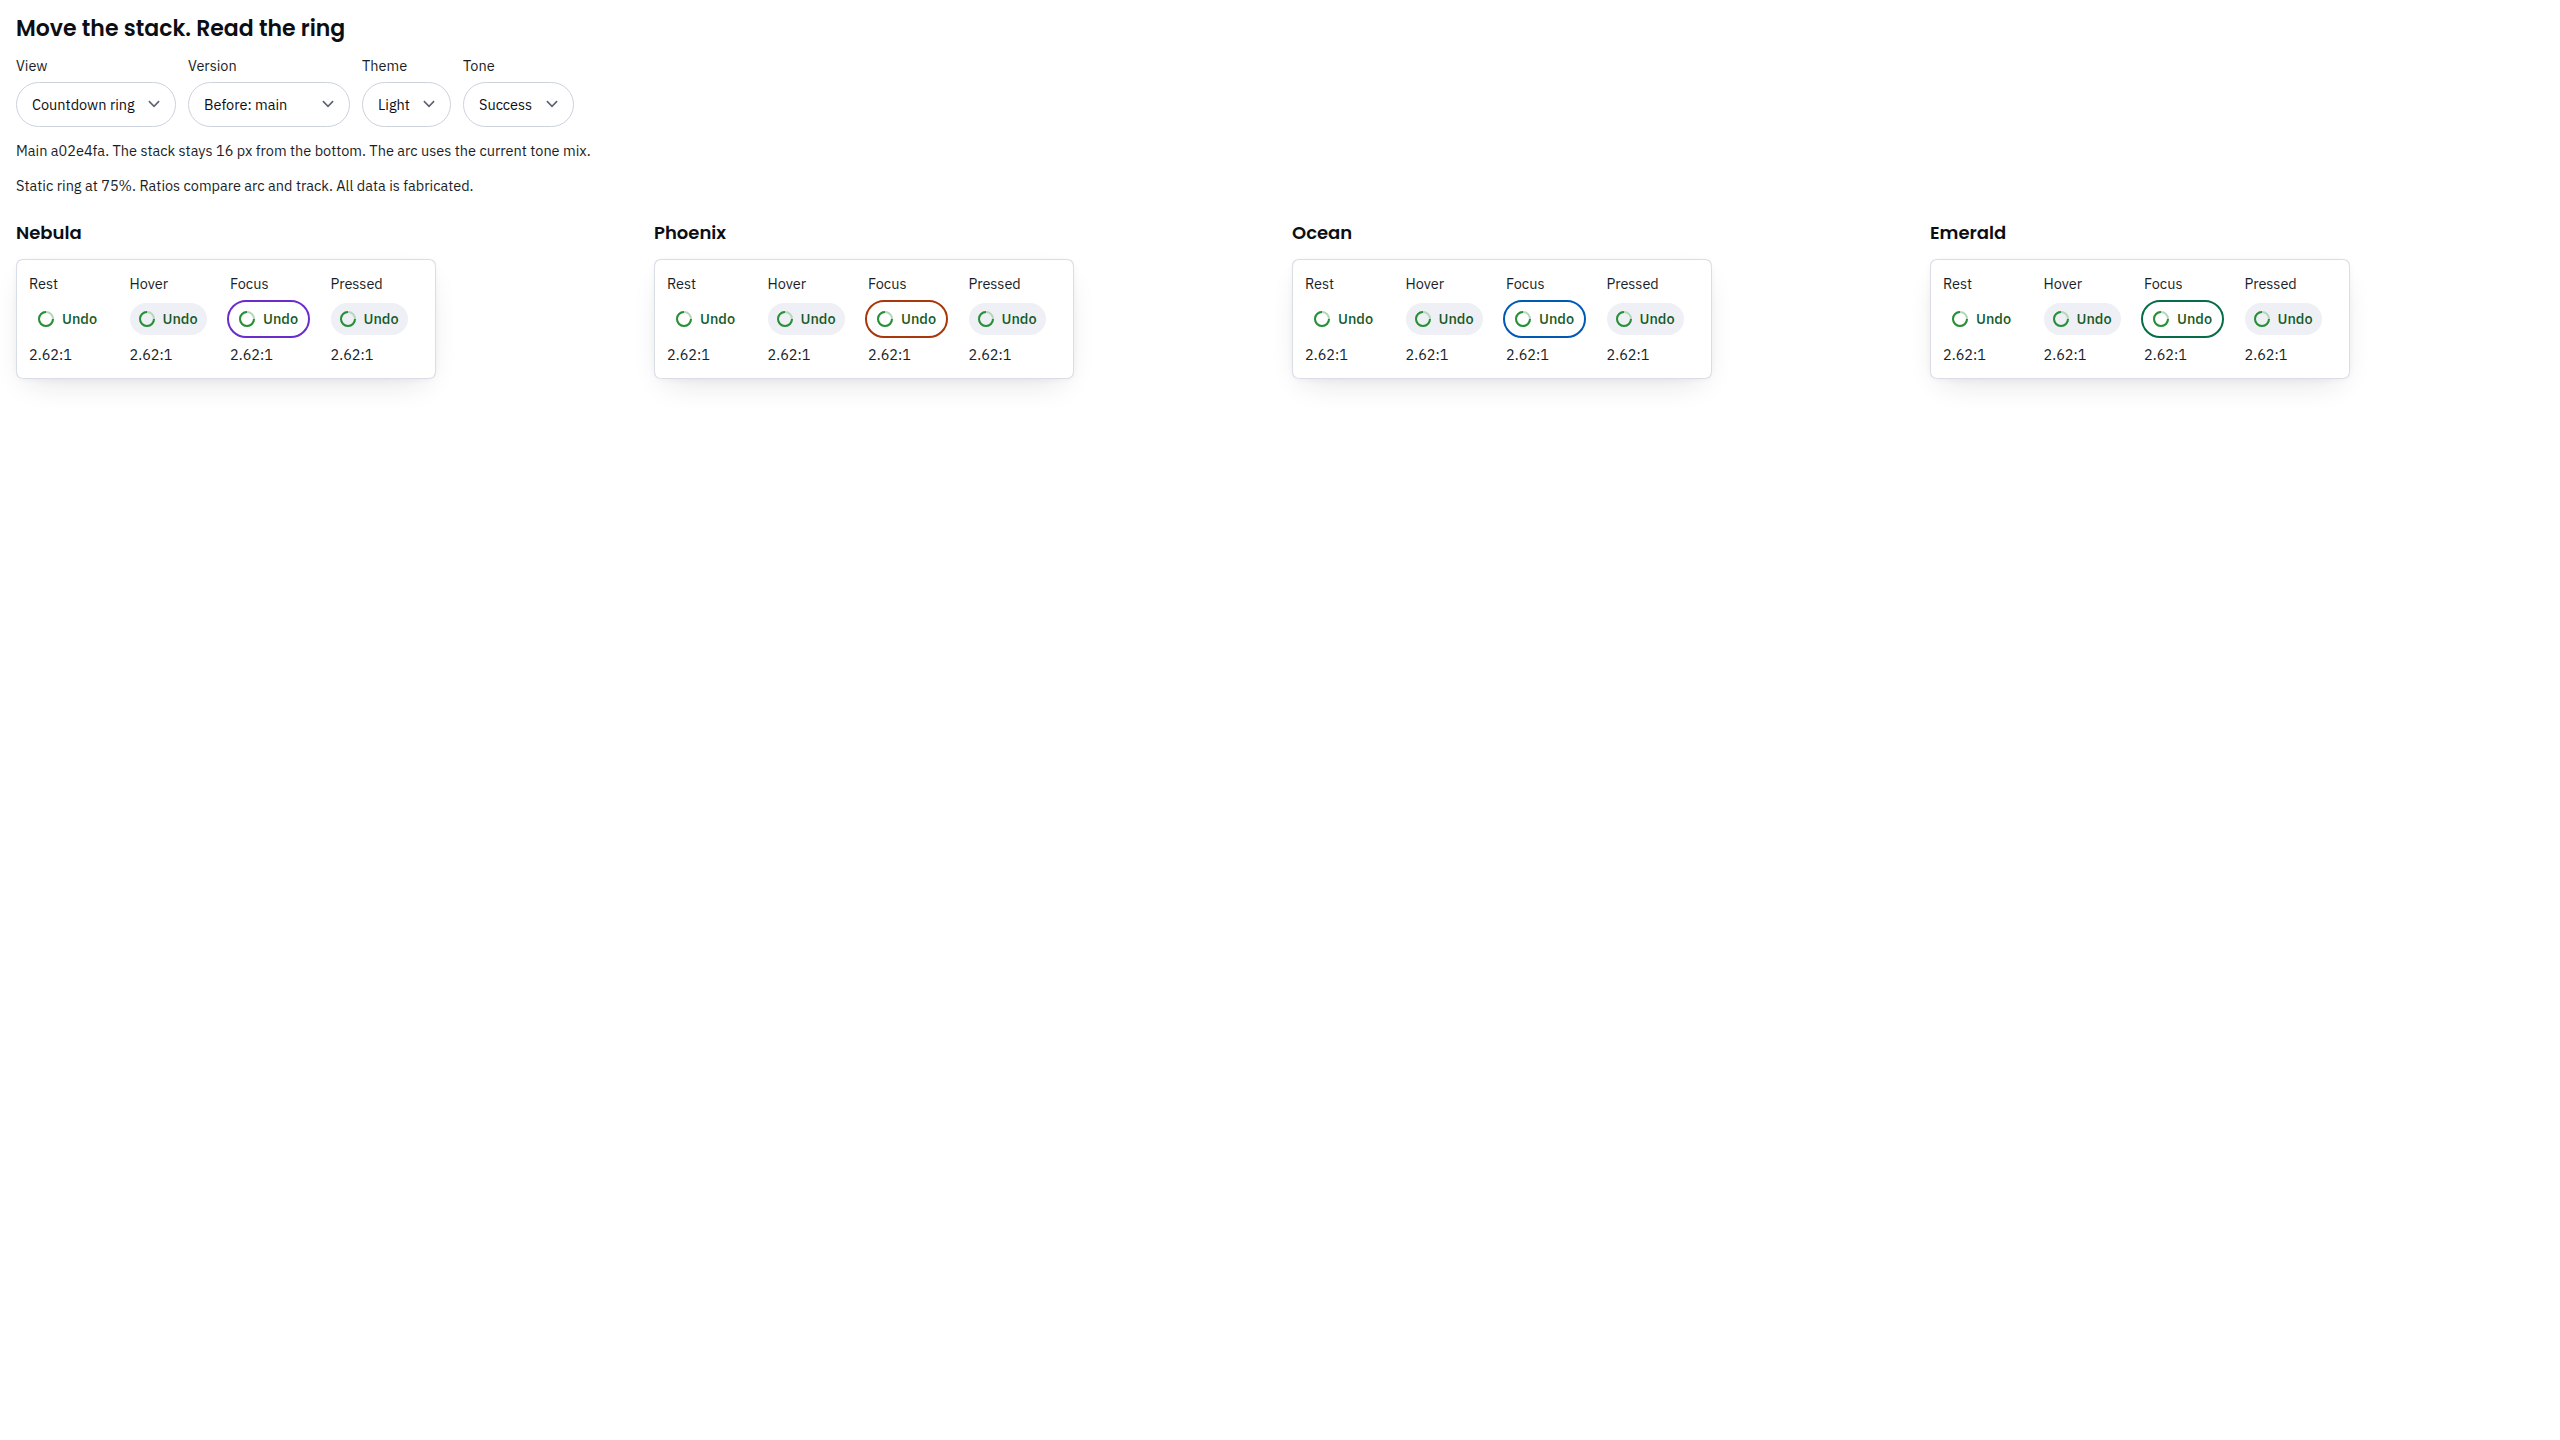 Move the stack. Read the ring
View Version Theme Tone
Countdown ring Before: main Light Success
Main a02e4fa. The stack stays 16 px from the bottom. The arc uses the current tone mix.
Static ring at 75%. Ratios compare arc and track. All data is fabricated.
Nebula Phoenix Ocean Emerald
Rest Hover Focus Pressed Rest Hover Focus Pressed Rest Hover Focus Pressed Rest Hover Focus Pressed
Undo Undo Undo Undo Undo Undo Undo Undo Undo Undo Undo Undo Undo Undo Undo Undo
2.62:1 2.62:1 2.62:1 2.62:1 2.62:1 2.62:1 2.62:1 2.62:1 2.62:1 2.62:1 2.62:1 2.62:1 2.62:1 2.62:1 2.62:1 2.62:1